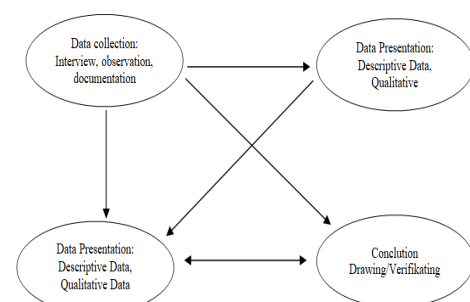 Data collection:
Interview, observation,
documentation
Data Presentation:
Descriptive Data,
Qualitative
Data Presentation:
Descriptive Data,
Qualitative Data
Conclution
Drawing/Verifikating